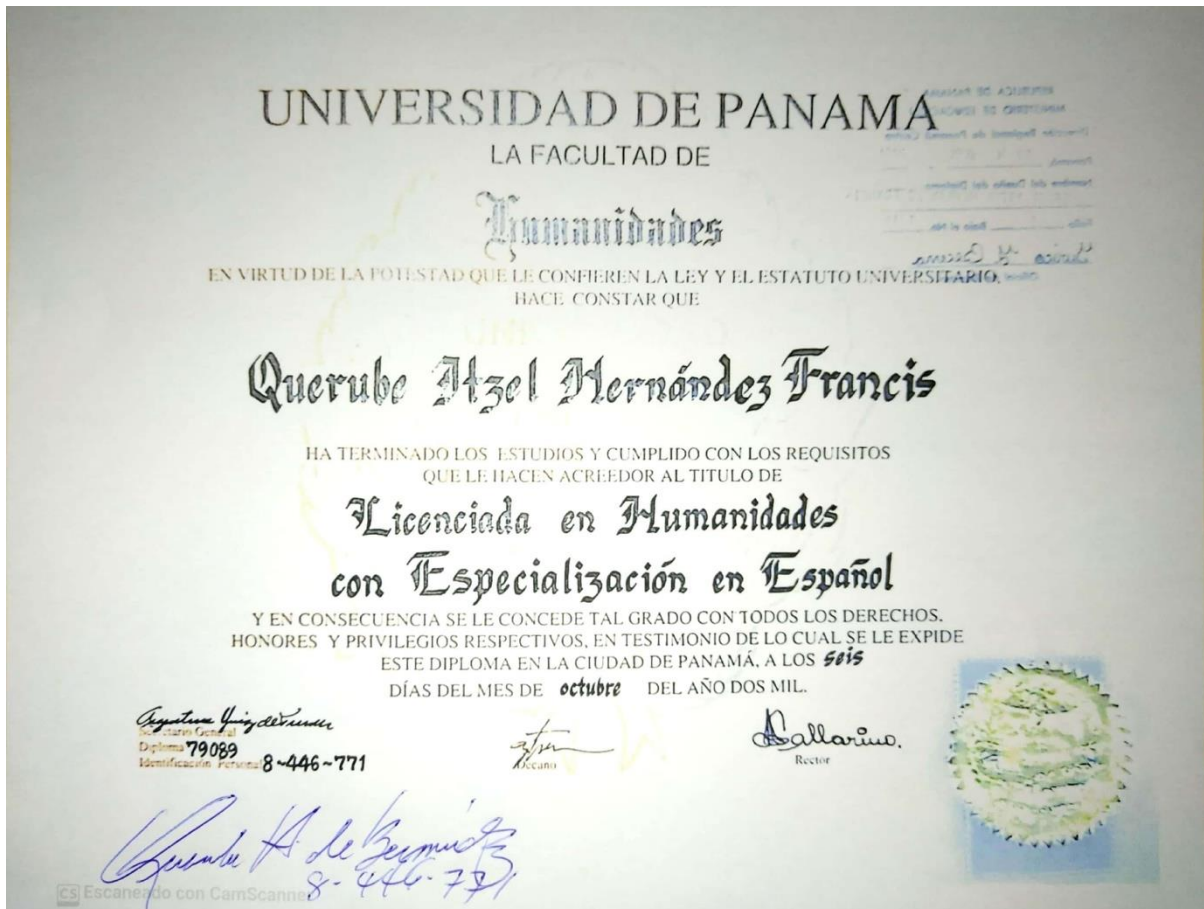 UNIVERSIDAD DE PANAMA
LA FACULTAD DE
Humanidades
EN VIRTUD DE LA POTESTAD QUE LE CONFIEREN LA LEY Y EL ESTATUTO UNIVERSITARIO,
HACE CONSTAR QUE
Querube Itzel Hernández Francis
HA TERMINADO LOS ESTUDIOS Y CUMPLIDO CON LOS REQUISITOS
QUE LE HACEN ACREEDOR AL TITULO DE
Licenciada en Humanidades
con Especialización en Español
Y EN CONSECUENCIA SE LE CONCEDE TAL GRADO CON TODOS LOS DERECHOS,
HONORES Y PRIVILEGIOS RESPECTIVOS, EN TESTIMONIO DE LO CUAL SE LE EXPIDE
ESTE DIPLOMA EN LA CIUDAD DE PANAMÁ, A LOS seis
DÍAS DEL MES DE octubre DEL AÑO DOS MIL.
Secretario General
Diploma 79089
Identificación Personal 8-446-771
Decano
Rector
Querube H de Bermúdez
8-446-771
CS Escaneado con CamScanner